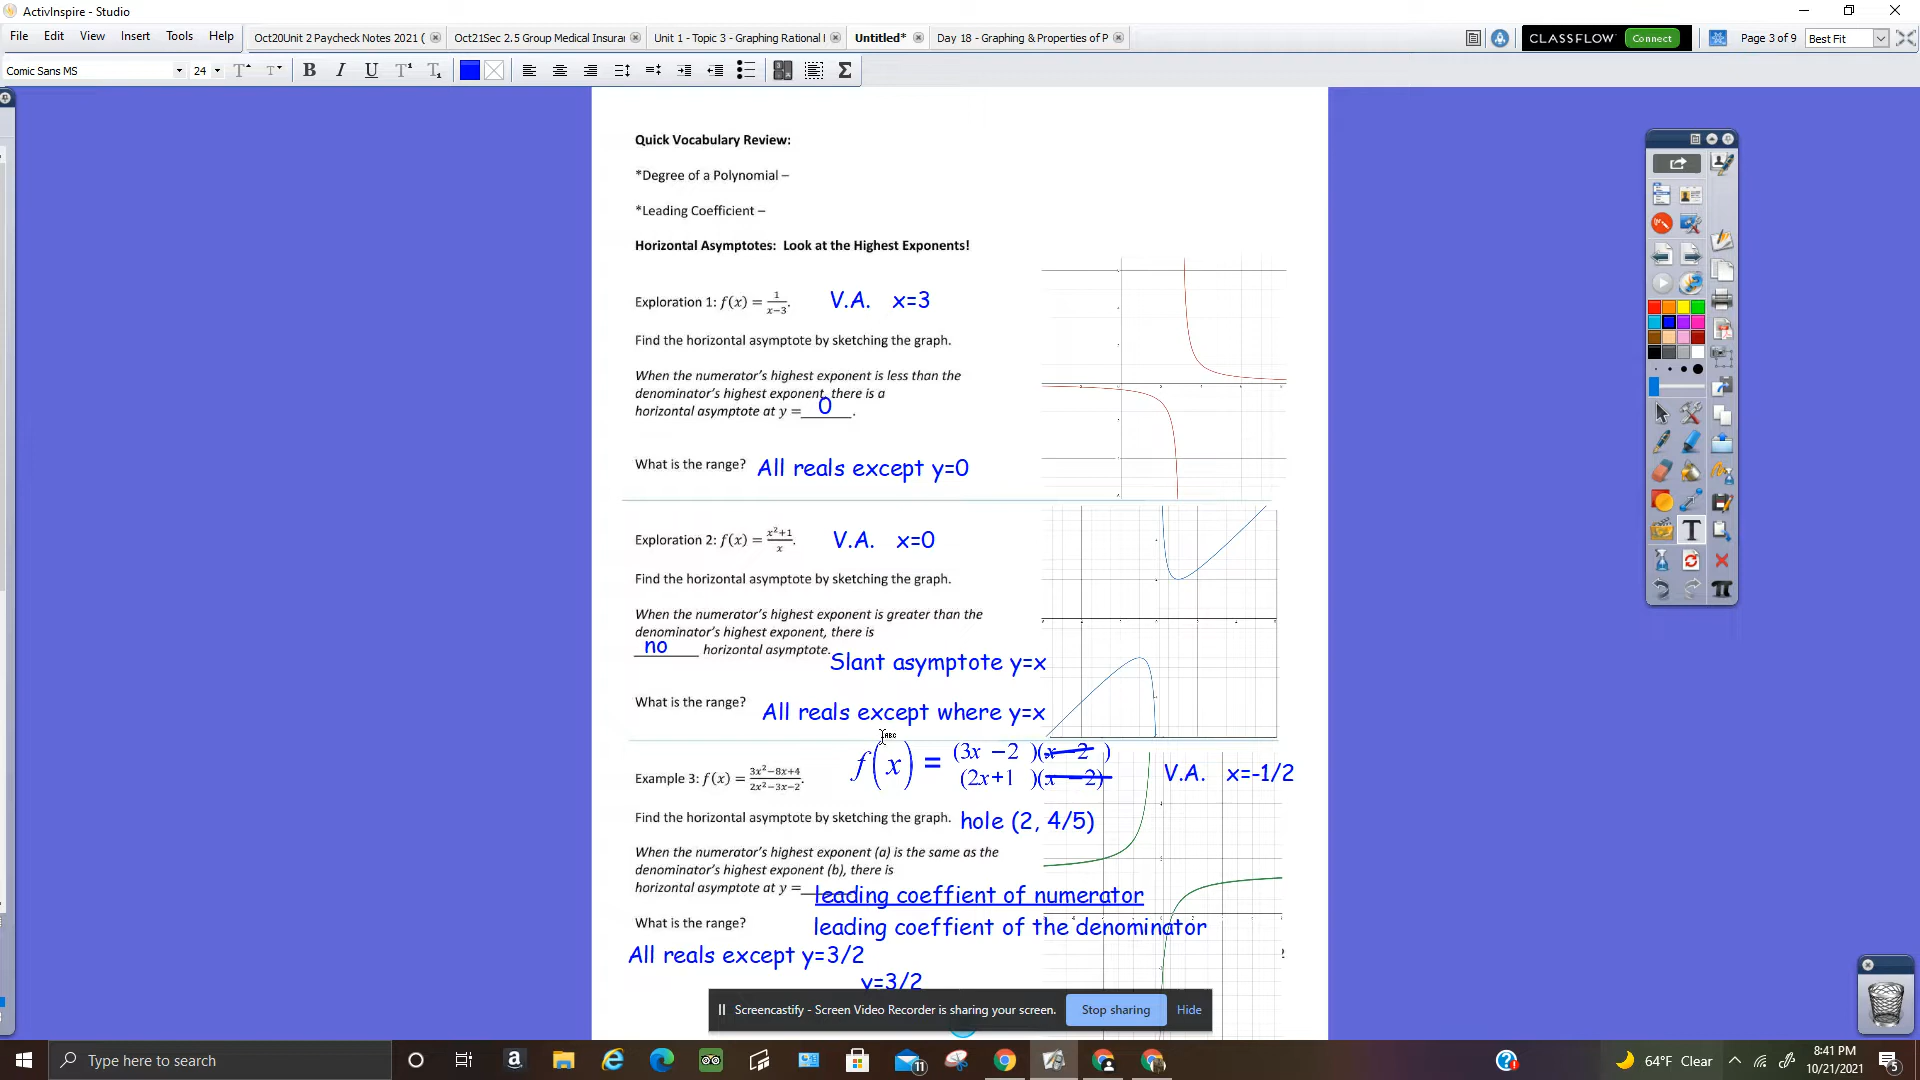 ActivInspire - Studio
File Edit View Insert Tools Help
Oct20Unit 2 Paycheck Notes 2021 (
Oct21Sec 2.5 Group Medical Insurar
Unit 1 - Topic 3 - Graphing Rational I
Untitled*
Day 18 - Graphing & Properties of P
CLASSFLOW Connect
Page 3 of 9
Best Fit
Comic Sans MS 24
Quick Vocabulary Review:
*Degree of a Polynomial –
*Leading Coefficient –
Horizontal Asymptotes: Look at the Highest Exponents!
Exploration 1: f(x) = 1/(x−3). V.A. x=3
Find the horizontal asymptote by sketching the graph.
When the numerator's highest exponent is less than the
denominator's highest exponent, there is a
horizontal asymptote at y = 0.
What is the range? All reals except y=0
Exploration 2: f(x) = (x²+1)/x. V.A. x=0
Find the horizontal asymptote by sketching the graph.
When the numerator's highest exponent is greater than the
denominator's highest exponent, there is
no horizontal asymptote.
Slant asymptote y=x
What is the range? All reals except where y=x
Example 3: f(x) = (3x²−8x+4)/(2x²−3x−2).
f(x) = (3x −2 )(x −2 )
(2x+1 )(x −2)
V.A. x=-1/2
Find the horizontal asymptote by sketching the graph. hole (2, 4/5)
When the numerator's highest exponent (a) is the same as the
denominator's highest exponent (b), there is
horizontal asymptote at y =
leading coeffient of numerator
leading coeffient of the denominator
What is the range?
All reals except y=3/2
y=3/2
Screencastify - Screen Video Recorder is sharing your screen. Stop sharing Hide
Type here to search
64°F Clear
8:41 PM
10/21/2021